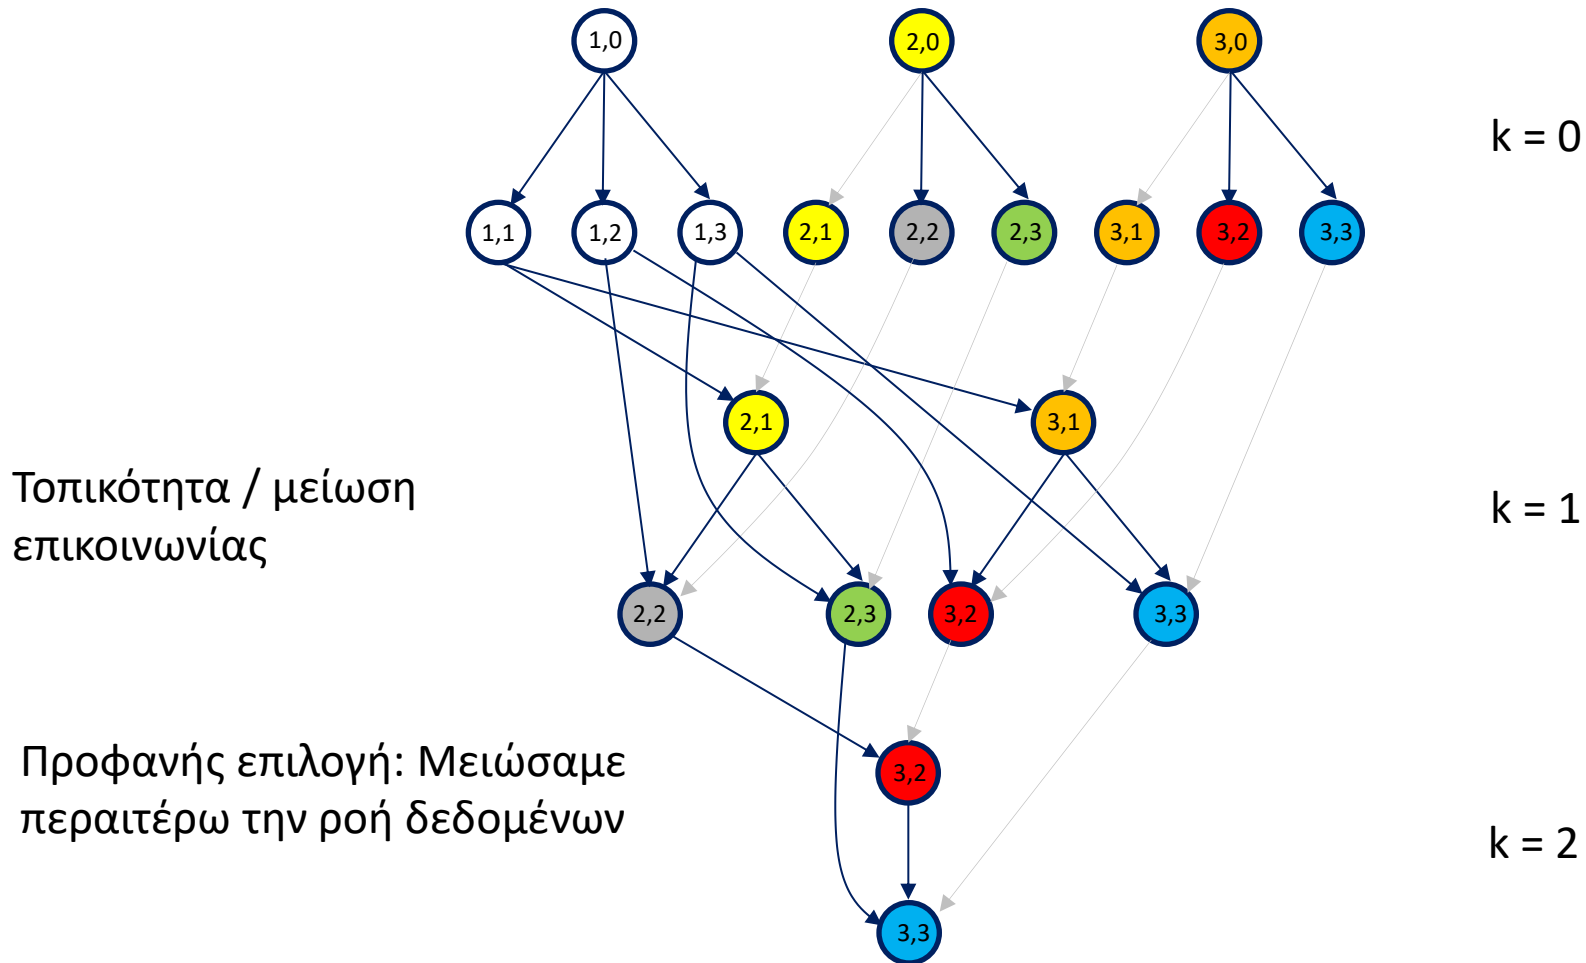 1,0
2,0
3,0
k = 0
1,1
1,2
1,3
2,1
2,2
2,3
3,1
3,2
3,3
2,1
3,1
Τοπικότητα / μείωση
επικοινωνίας
k = 1
2,2
2,3
3,2
3,3
Προφανής επιλογή: Μειώσαμε
περαιτέρω την ροή δεδομένων
3,2
k = 2
3,3